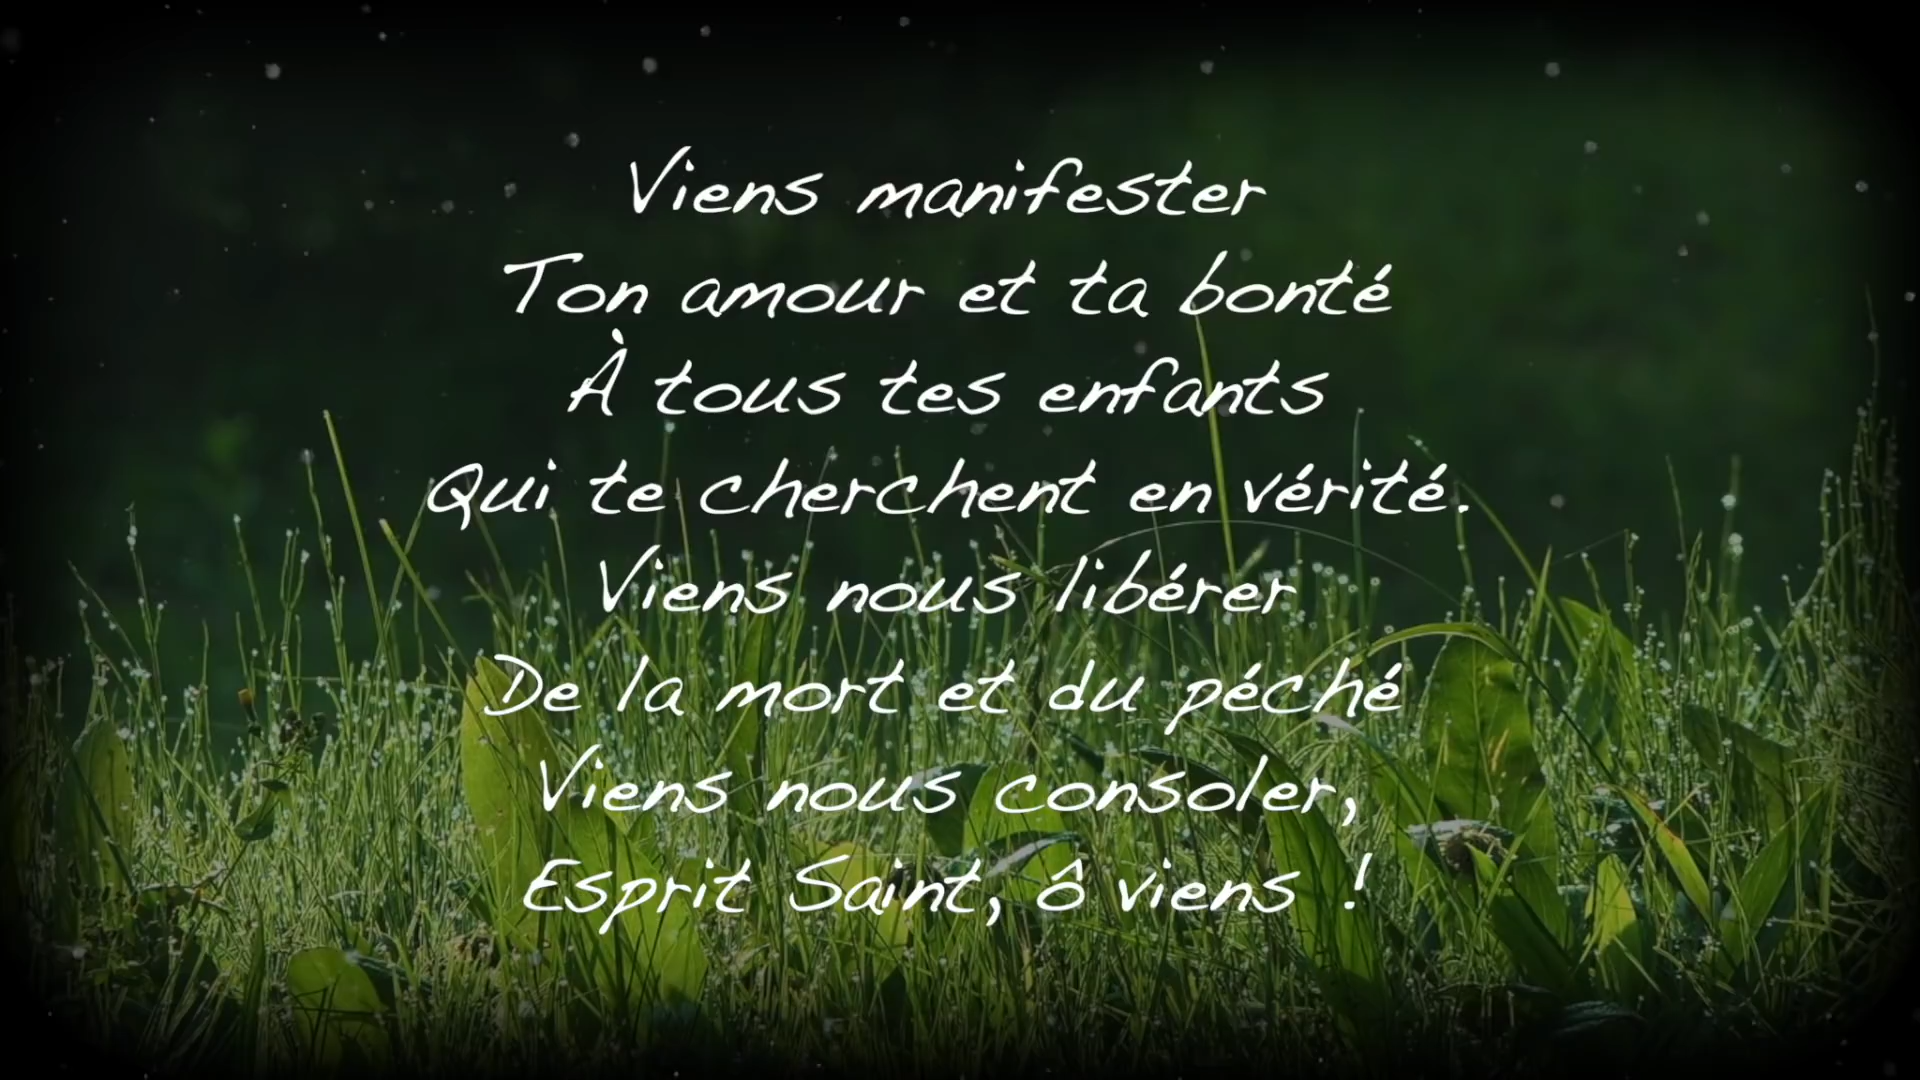 Viens manifester
Ton amour et ta bonté
À tous tes enfants
Qui te cherchent en vérité.
Viens nous libérer
De la mort et du péché
Viens nous consoler,
Esprit Saint, ô viens !